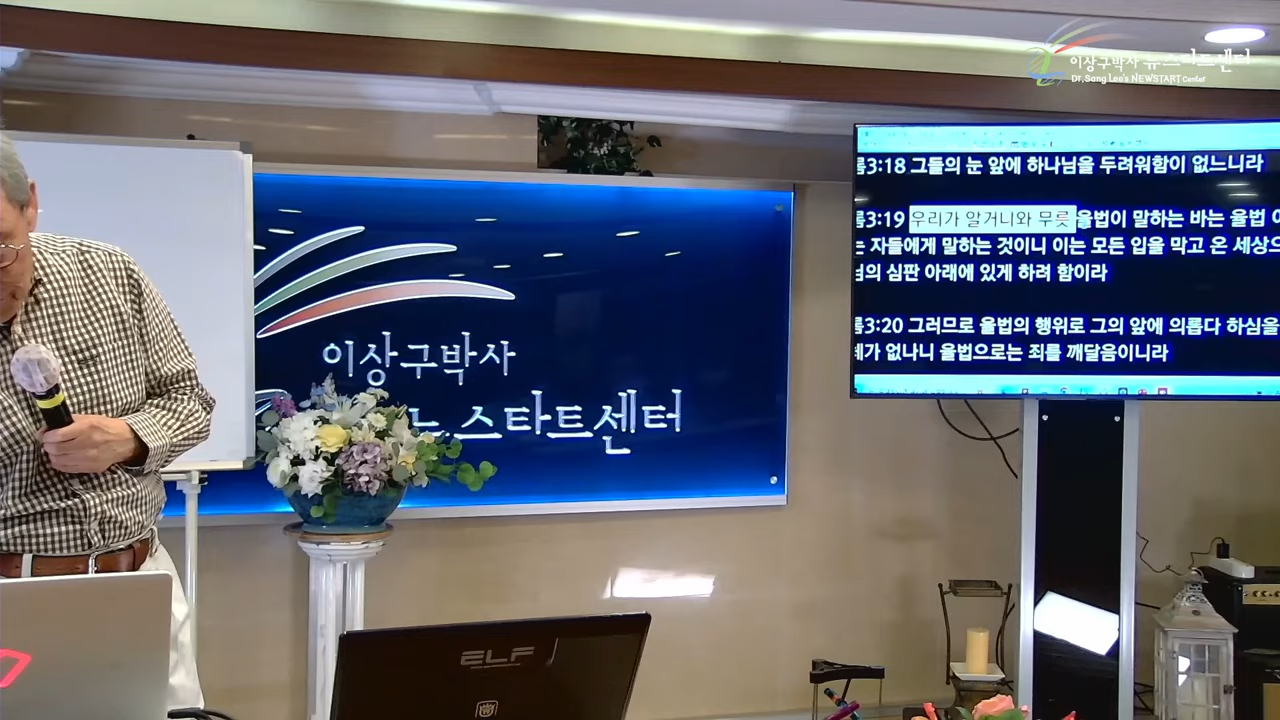 이상구박사 뉴스타트센터
Dr. Sang Lee's NEWSTART Center
롬3:18 그들의 눈 앞에 하나님을 두려워함이 없느니라
롬3:19 우리가 알거니와 무릇 율법이 말하는 바는 율법
는 자들에게 말하는 것이니 이는 모든 입을 막고 온 세상으
님의 심판 아래에 있게 하려 함이라
롬3:20 그러므로 율법의 행위로 그의 앞에 의롭다 하심을
체가 없나니 율법으로는 죄를 깨달음이니라
이상구박사
뉴스타트센터
ELF